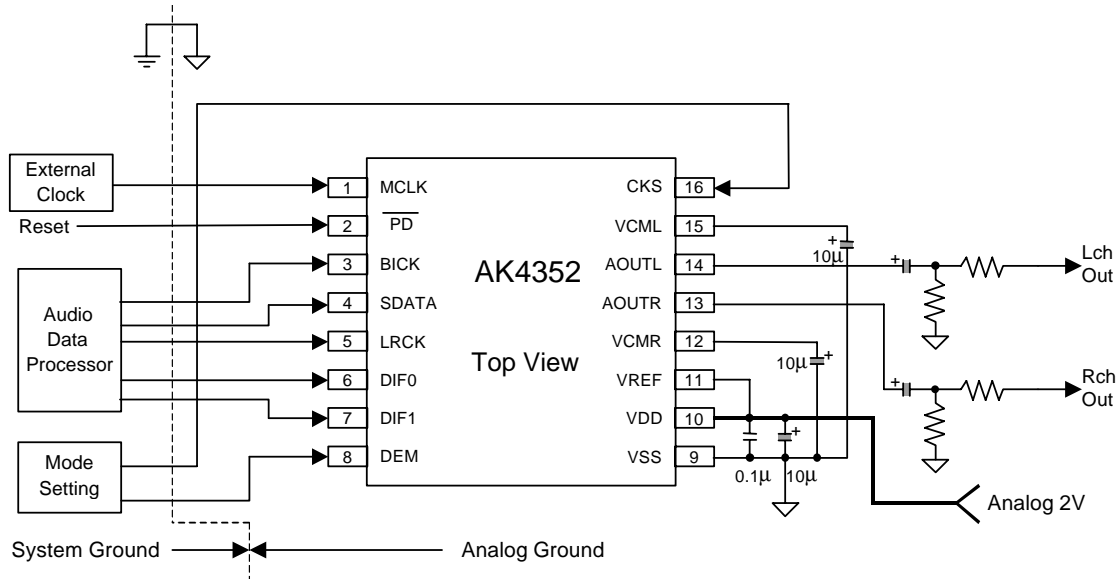 External
Clock
Reset
Audio
Data
Processor
Mode
Setting
System Ground
Analog Ground
1
MCLK
2
PD
3
BICK
4
SDATA
5
LRCK
6
DIF0
7
DIF1
8
DEM
AK4352
Top View
CKS
16
VCML
15
AOUTL
14
AOUTR
13
VCMR
12
VREF
11
VDD
10
VSS
9
+
10µ
+
10µ
+
0.1µ
10µ
+
Lch
Out
+
Rch
Out
Analog 2V